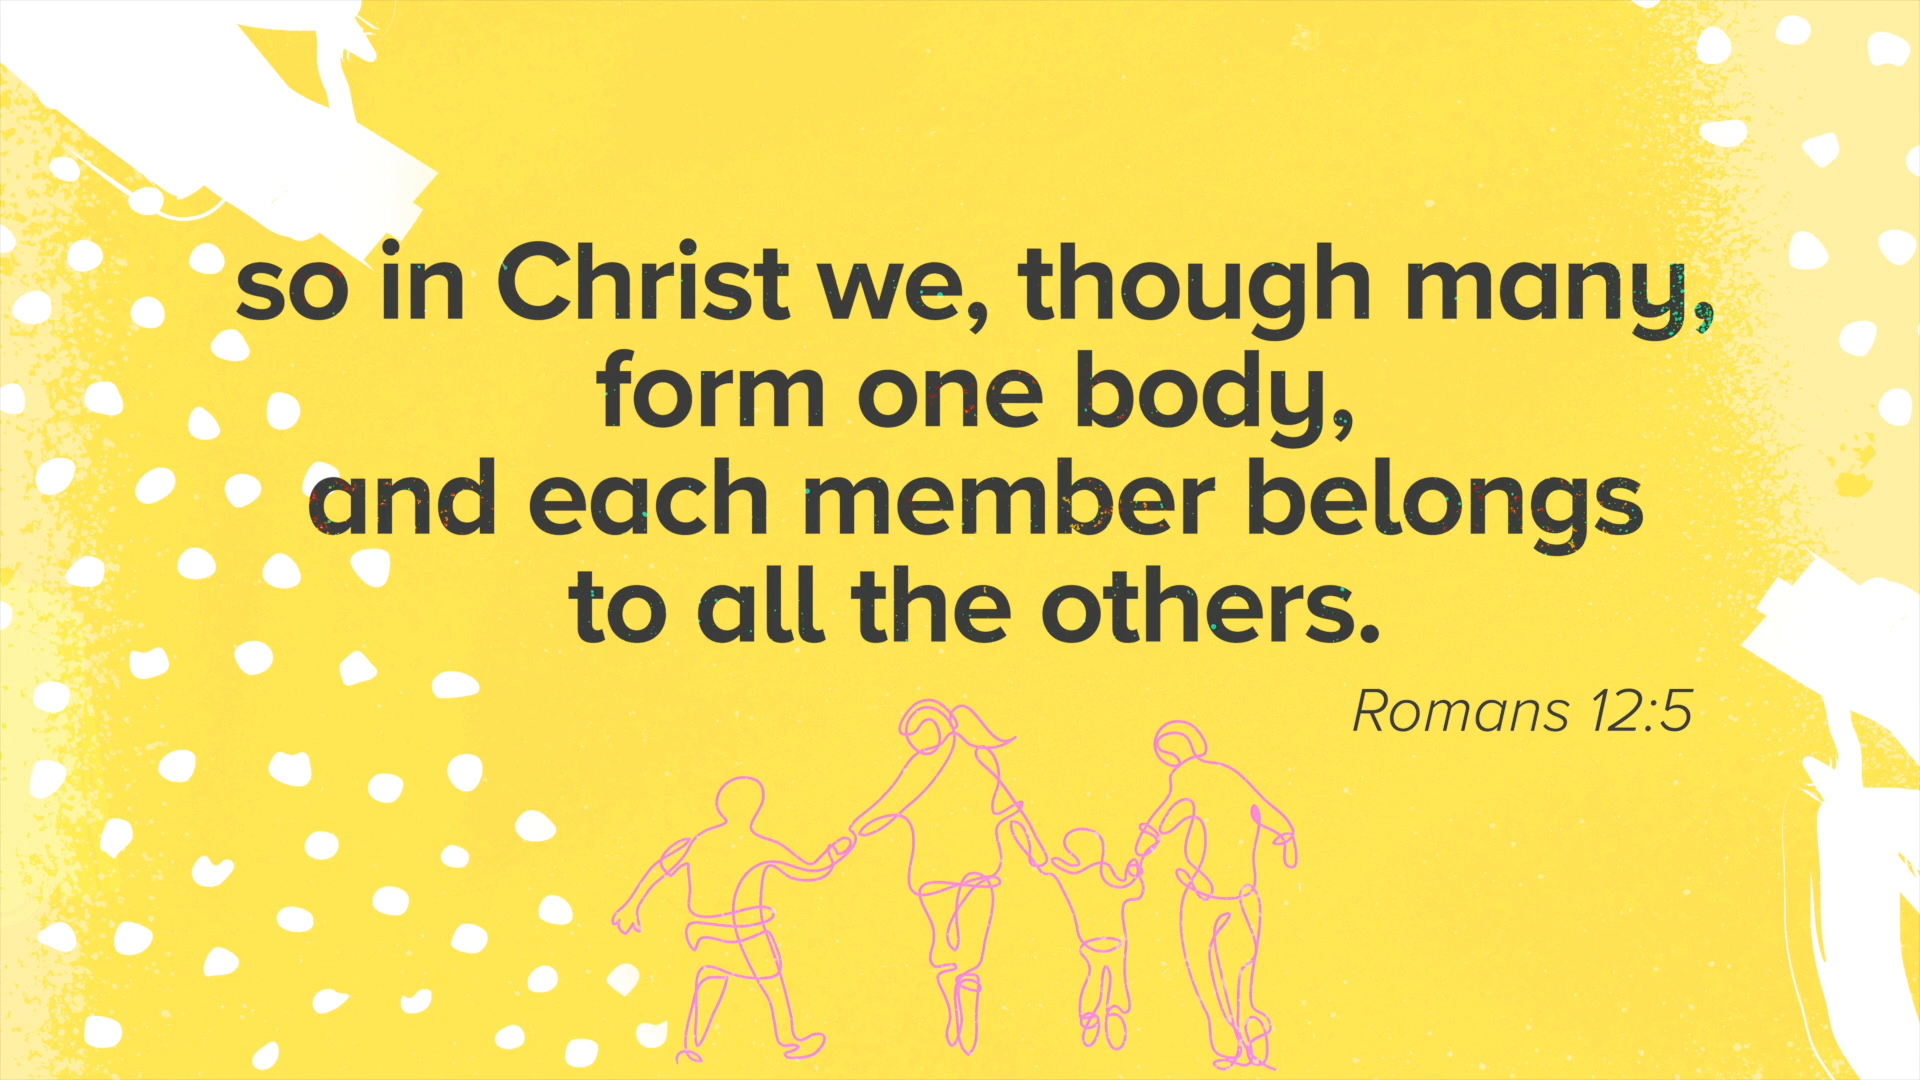 so in Christ we, though many,
form one body,
and each member belongs
to all the others.
Romans 12:5